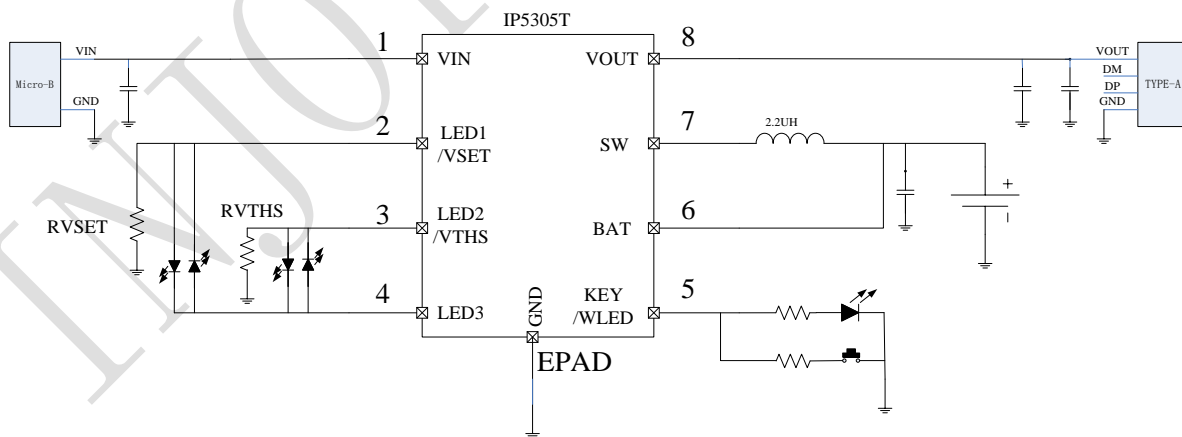 IP5305T
1
8
VIN
VIN
VOUT
VOUT
Micro-B
DM
DP
TYPE-A
GND
GND
2
LED1
/VSET
7
SW
2.2UH
RVSET
RVTHS
3
LED2
/VTHS
6
BAT
+
−
4
LED3
GND
5
KEY
/WLED
EPAD
INJO